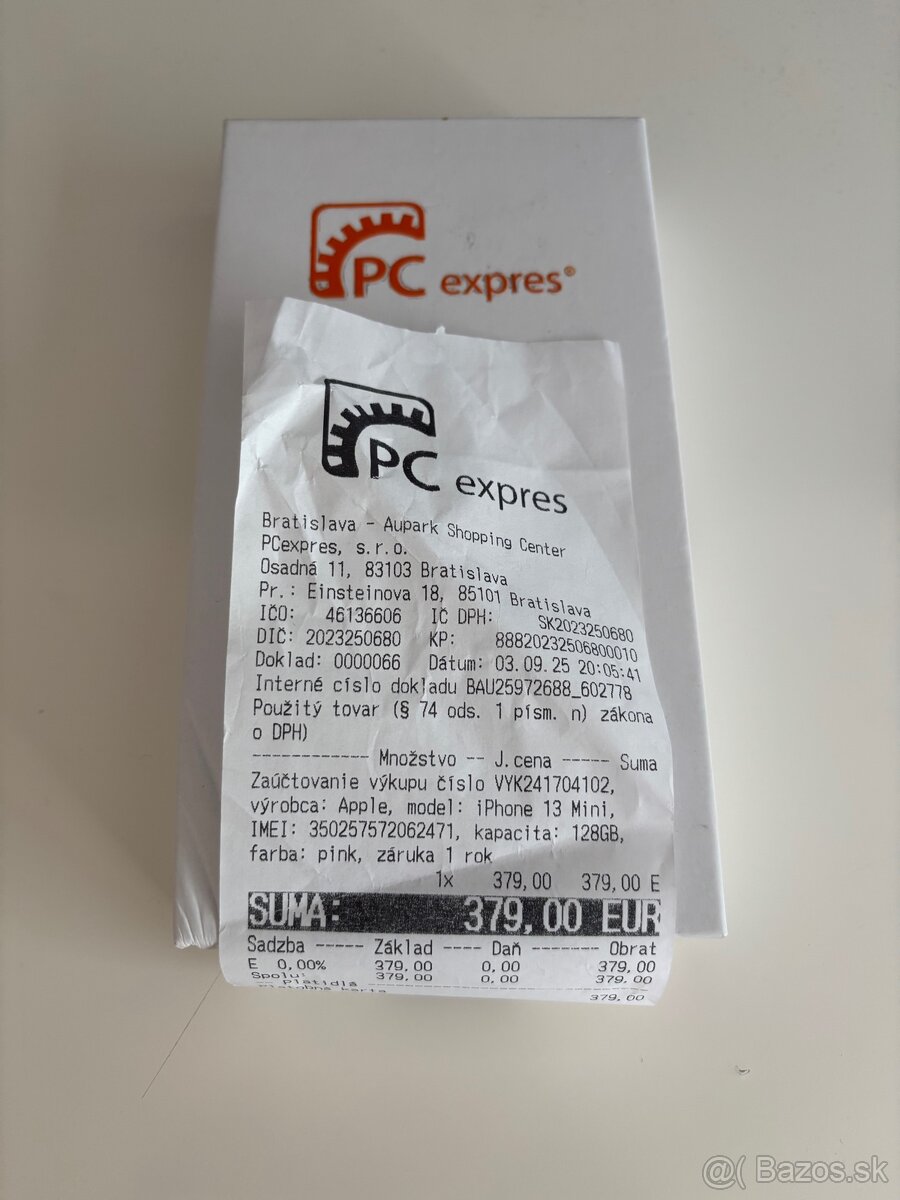 PC expres®
PC expres
Bratislava - Aupark Shopping Center
PCexpres, s.r.o.
Osadná 11, 83103 Bratislava
Pr.: Einsteinova 18, 85101 Bratislava
IČO: 46136606 IČ DPH: SK2023250680
DIČ: 2023250680 KP: 88820232506800010
Doklad: 0000066 Dátum: 03.09.25 20:05:41
Interné císlo dokladu BAU25972688_602778
Použitý tovar (§ 74 ods. 1 písm. n) zákona
o DPH)
------------ Množstvo -- J.cena ----- Suma
Zaúčtovanie výkupu číslo VYK241704102,
výrobca: Apple, model: iPhone 13 Mini,
IMEI: 350257572062471, kapacita: 128GB,
farba: pink, záruka 1 rok
1x 379,00 379,00 E
SUMA: 379,00 EUR
Sadzba ----- Základ ---- Daň ------- Obrat
E 0,00% 379,00 0,00 379,00
Spolu: 379,00 0,00 379,00
-- Platidlá --------
Platobná karta 379,00
@( Bazos.sk